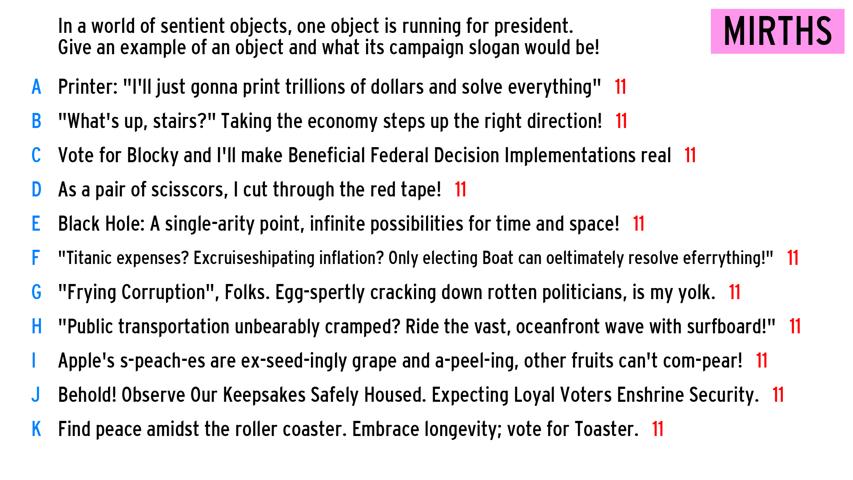 In a world of sentient objects, one object is running for president.
Give an example of an object and what its campaign slogan would be!
MIRTHS
A Printer: "I'll just gonna print trillions of dollars and solve everything" 11
B "What's up, stairs?" Taking the economy steps up the right direction! 11
C Vote for Blocky and I'll make Beneficial Federal Decision Implementations real 11
D As a pair of scisscors, I cut through the red tape! 11
E Black Hole: A single-arity point, infinite possibilities for time and space! 11
F "Titanic expenses? Excruiseshipating inflation? Only electing Boat can oeltimately resolve eferrything!" 11
G "Frying Corruption", Folks. Egg-spertly cracking down rotten politicians, is my yolk. 11
H "Public transportation unbearably cramped? Ride the vast, oceanfront wave with surfboard!" 11
I Apple's s-peach-es are ex-seed-ingly grape and a-peel-ing, other fruits can't com-pear! 11
J Behold! Observe Our Keepsakes Safely Housed. Expecting Loyal Voters Enshrine Security. 11
K Find peace amidst the roller coaster. Embrace longevity; vote for Toaster. 11